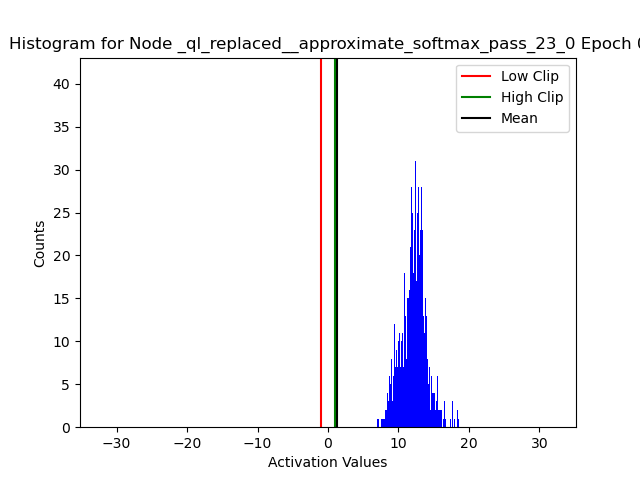 Histogram for Node _ql_replaced__approximate_softmax_pass_23_0 Epoch 0
Low Clip
High Clip
Mean
Counts
40
35
30
25
20
15
10
5
0
−30
−20
−10
0
10
20
30
Activation Values